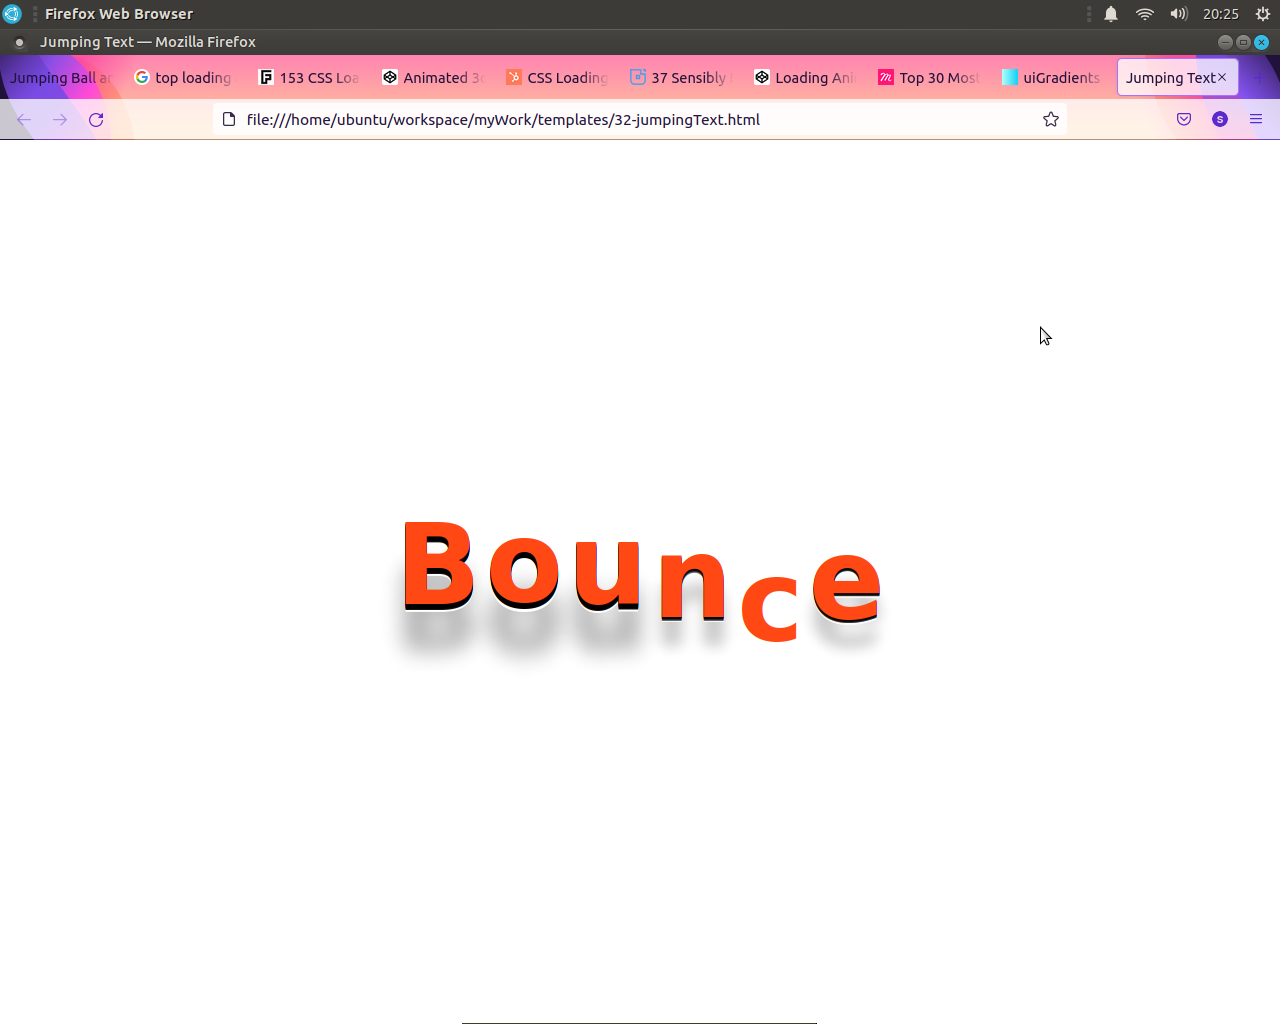 Firefox Web Browser
20:25
Jumping Text — Mozilla Firefox
Jumping Ball
top loading
153 CSS Loa
Animated 3
CSS Loading
37 Sensibly
Loading Ani
Top 30 Mos
uiGradients
Jumping Text
file:///home/ubuntu/workspace/myWork/templates/32-jumpingText.html
S
Bounce